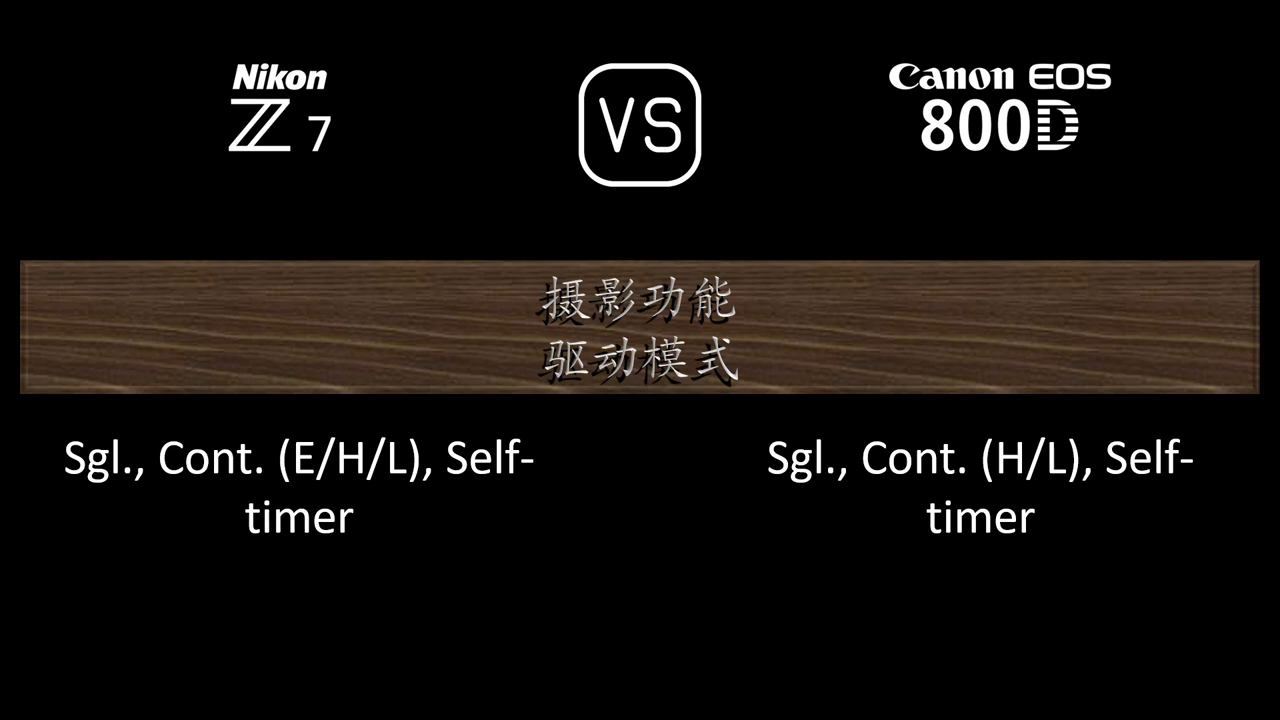 Nikon
Z 7
VS
Canon EOS
800D
摄影功能
驱动模式
Sgl., Cont. (E/H/L), Self-
timer
Sgl., Cont. (H/L), Self-
timer